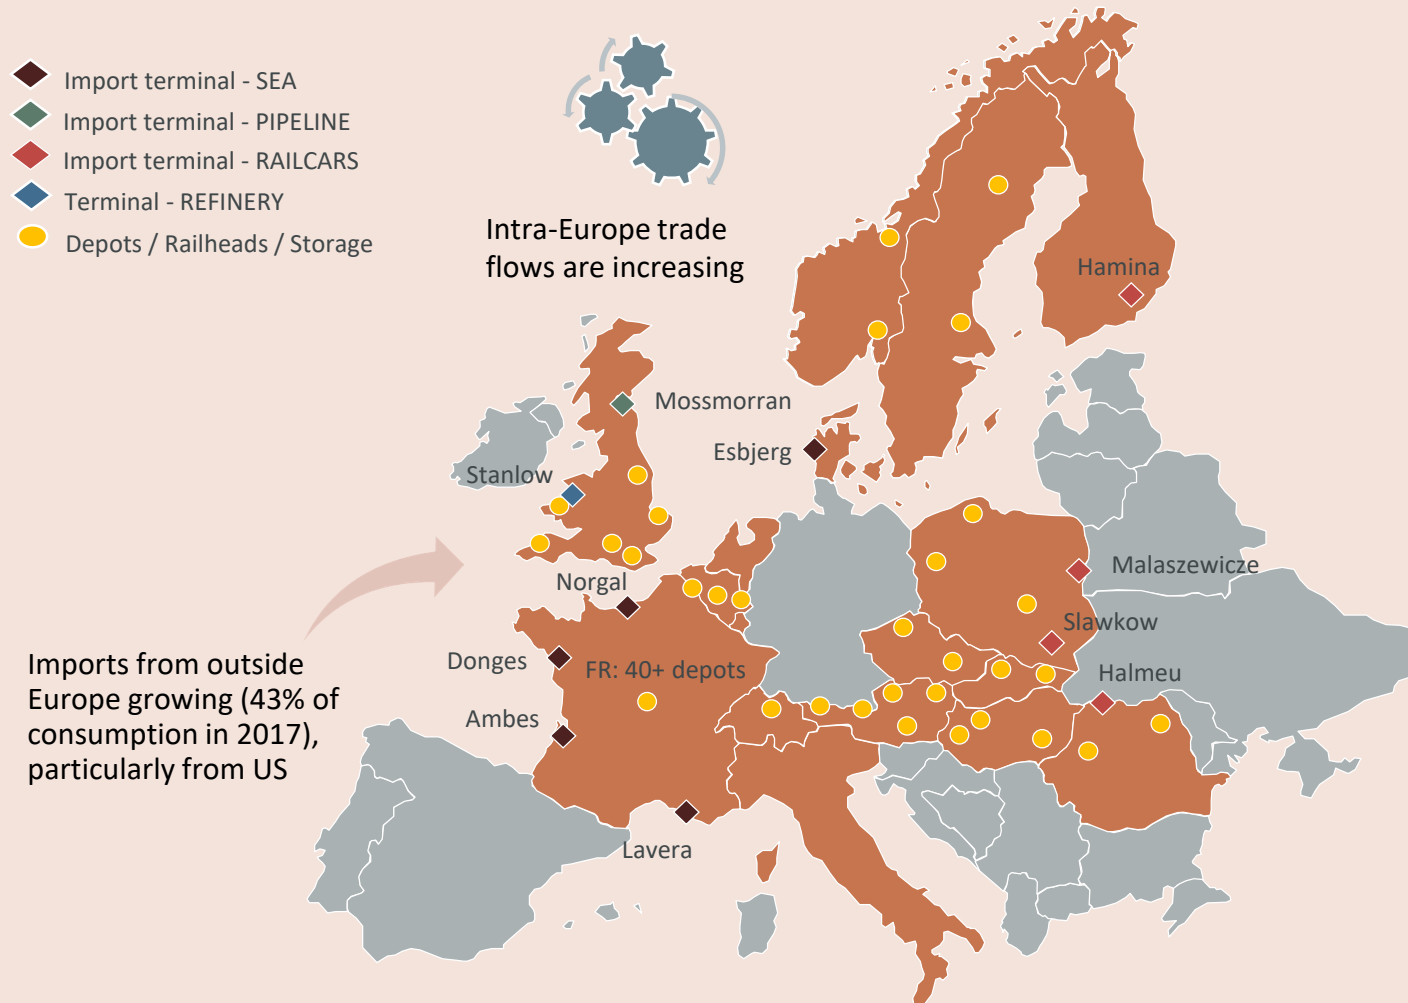 Import terminal - SEA
Import terminal - PIPELINE
Import terminal - RAILCARS
Terminal - REFINERY
Depots / Railheads / Storage
Intra-Europe trade
flows are increasing
Hamina
Mossmorran
Esbjerg
Stanlow
Malaszewicze
Norgal
Slawkow
Donges
FR: 40+ depots
Halmeu
Imports from outside
Europe growing (43% of
consumption in 2017),
particularly from US
Ambes
Lavera